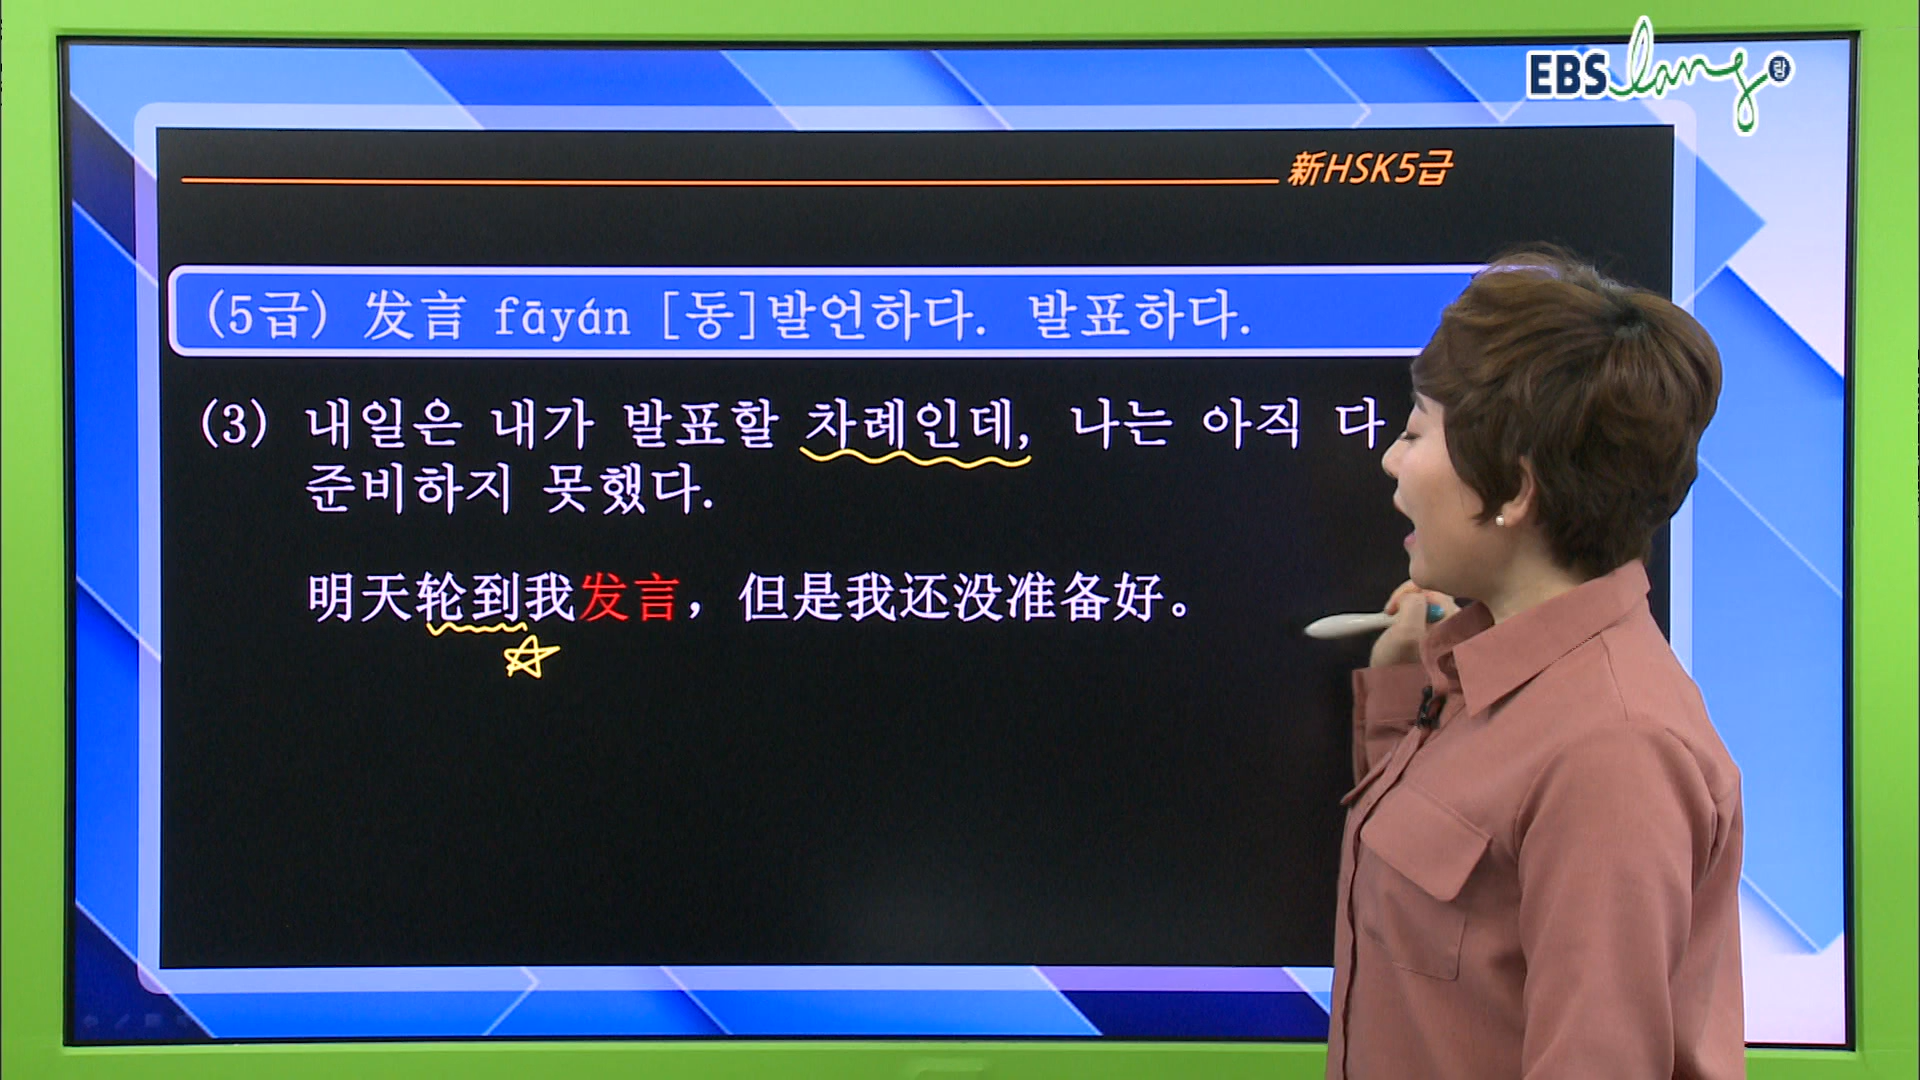 EBS lang 랑
新HSK5급
(5급) 发言 fāyán [동]발언하다. 발표하다.
(3) 내일은 내가 발표할 차례인데, 나는 아직 다
준비하지 못했다.
明天轮到我发言，但是我还没准备好。